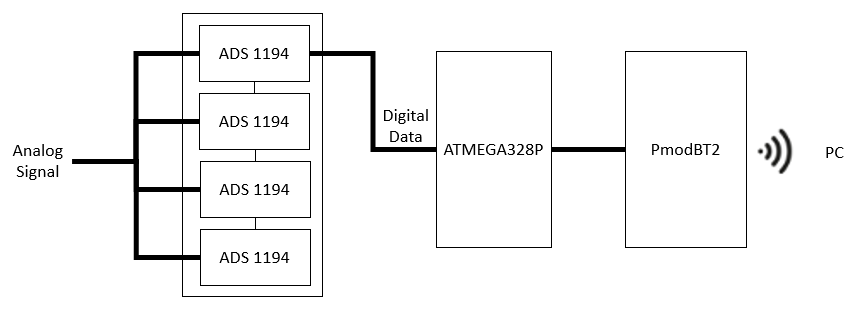 Analog
Signal
ADS 1194
ADS 1194
ADS 1194
ADS 1194
Digital
Data
ATMEGA328P
PmodBT2
PC